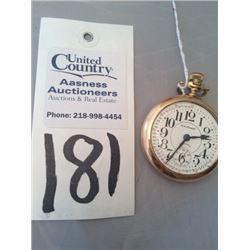 United
Country
Aasness
Auctioneers
Auctions & Real Estate
Phone: 218-998-4454
181